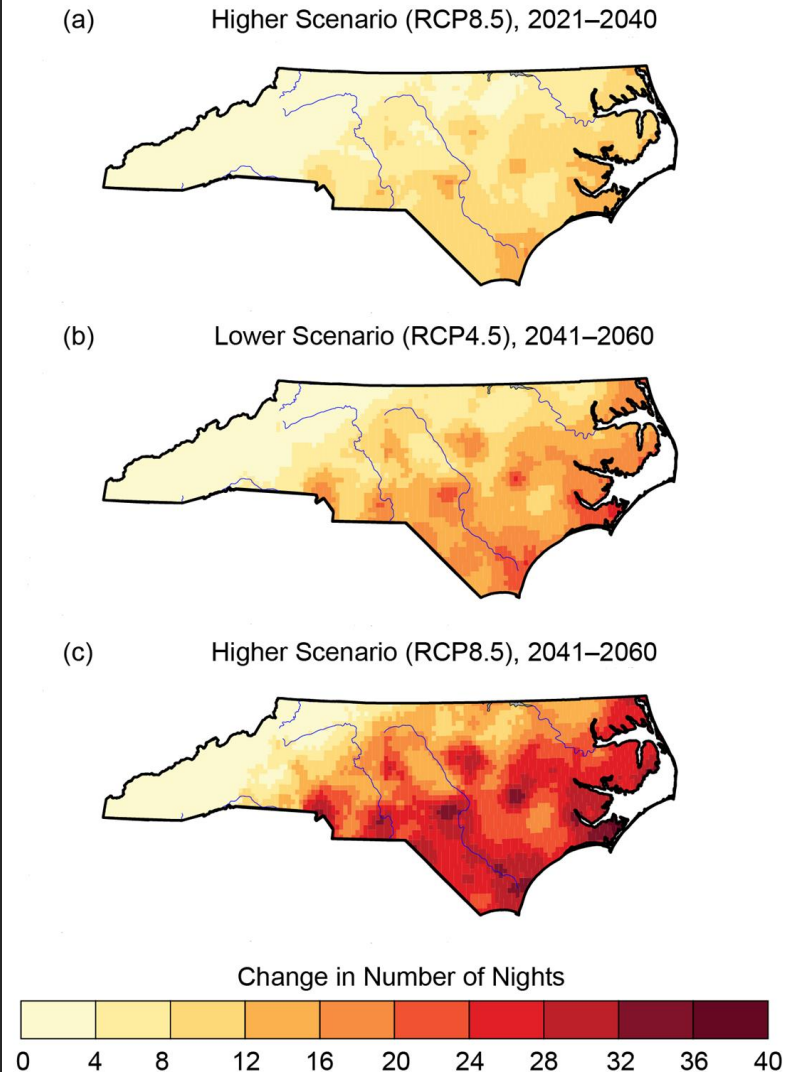 (a) Higher Scenario (RCP8.5), 2021–2040
(b) Lower Scenario (RCP4.5), 2041–2060
(c) Higher Scenario (RCP8.5), 2041–2060
Change in Number of Nights
0 4 8 12 16 20 24 28 32 36 40